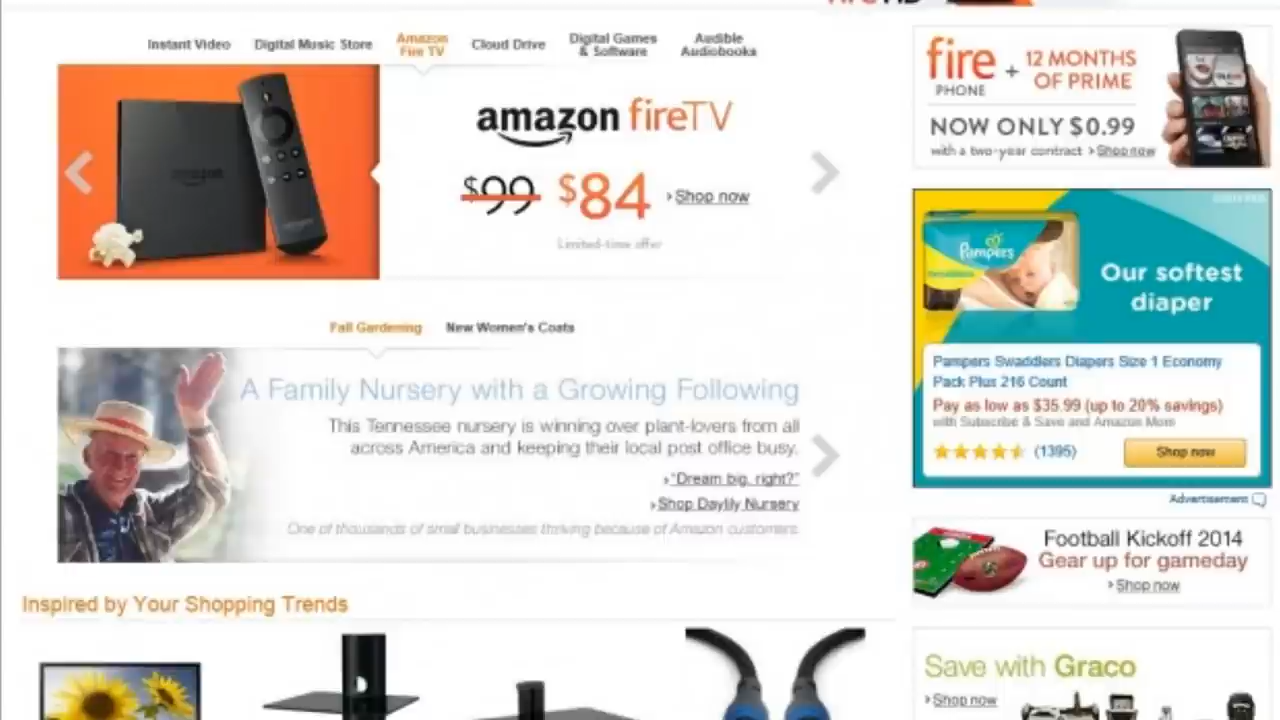 Instant Video
Digital Music Store
Amazon
Fire TV
Cloud Drive
Digital Games
& Software
Audible
Audiobooks
amazon fireTV
$99 $84 ›Shop now
Limited-time offer
amazon
Fall Gardening
New Women's Coats
A Family Nursery with a Growing Following
This Tennessee nursery is winning over plant-lovers from all
across America and keeping their local post office busy.
›"Dream big, right?"
›Shop Daylily Nursery
One of thousands of small businesses thriving because of Amazon customers.
Inspired by Your Shopping Trends
fire + 12 MONTHS
PHONE OF PRIME
NOW ONLY $0.99
with a two-year contract ›Shop now
Pampers
Our softest
diaper
Pampers Swaddlers Diapers Size 1 Economy
Pack Plus 216 Count
Pay as low as $35.99 (up to 20% savings)
with Subscribe & Save and Amazon Mom
(1395)
Shop now
Advertisement
Football Kickoff 2014
Gear up for gameday
›Shop now
Save with Graco
›Shop now